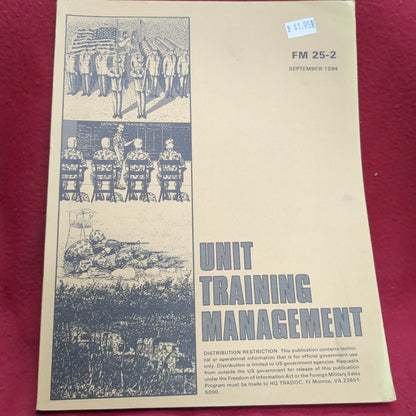 $1.95
FM 25-2
SEPTEMBER 1984
UNIT
TRAINING
MANAGEMENT
DISTRIBUTION RESTRICTION: This publication contains techni-
cal or operational information that is for official government use
only. Distribution is limited to US government agencies. Requests
from outside the US government for release of this publication
under the Freedom of Information Act or the Foreign Military Sales
Program must be made to HQ TRADOC, Ft Monroe, VA 23651-
5000.